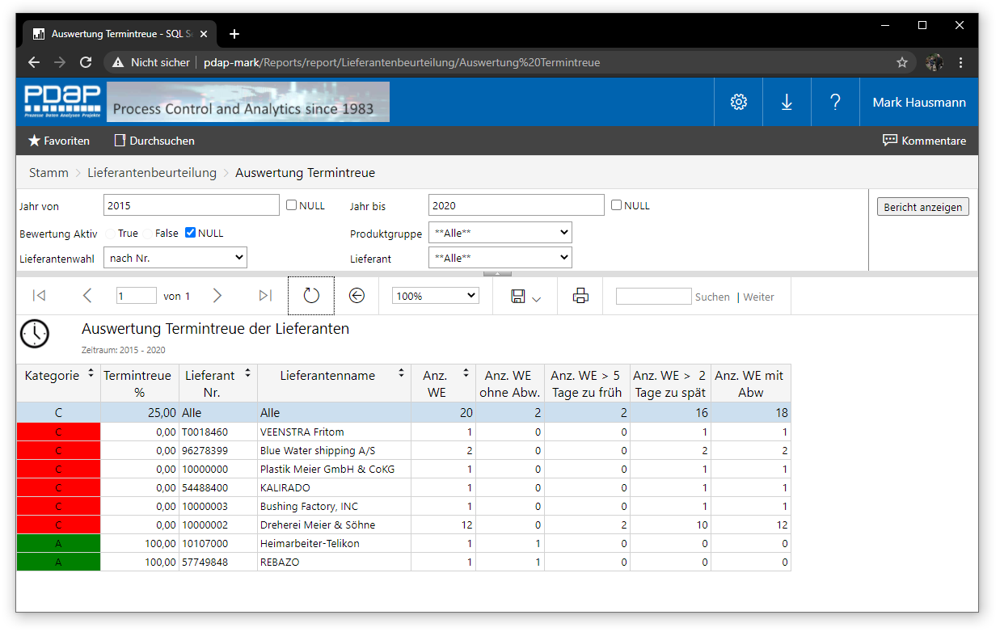 Auswertung Termintreue - SQL Se
Nicht sicher | pdap-mark/Reports/report/Lieferantenbeurteilung/Auswertung%20Termintreue
PDaP Process Control and Analytics since 1983 ? Mark Hausmann
Prozesse Daten Analysen Projekte
Favoriten Durchsuchen Kommentare
Stamm > Lieferantenbeurteilung > Auswertung Termintreue
Jahr von 2015 NULL Jahr bis 2020 NULL Bericht anzeigen
Bewertung Aktiv True False NULL Produktgruppe **Alle**
Lieferantenwahl nach Nr. Lieferant **Alle**
1 von 1 100% Suchen | Weiter
Auswertung Termintreue der Lieferanten
Zeitraum: 2015 - 2020
Kategorie Termintreue % Lieferant Nr. Lieferantenname Anz. WE Anz. WE ohne Abw. Anz. WE > 5 Tage zu früh Anz. WE > 2 Tage zu spät Anz. WE mit Abw
C 25,00 Alle Alle 20 2 2 16 18
C 0,00 T0018460 VEENSTRA Fritom 1 0 0 1 1
C 0,00 96278399 Blue Water shipping A/S 2 0 0 2 2
C 0,00 10000000 Plastik Meier GmbH & CoKG 1 0 0 1 1
C 0,00 54488400 KALIRADO 1 0 0 1 1
C 0,00 10000003 Bushing Factory, INC 1 0 0 1 1
C 0,00 10000002 Dreherei Meier & Söhne 12 0 2 10 12
A 100,00 10107000 Heimarbeiter-Telikon 1 1 0 0 0
A 100,00 57749848 REBAZO 1 1 0 0 0